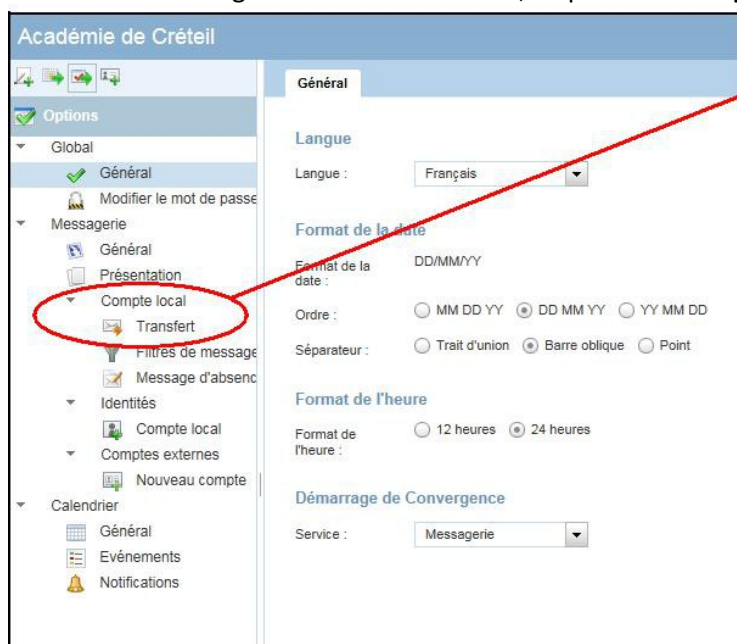 Académie de Créteil
Options
Global
Général
Modifier le mot de passe
Messagerie
Général
Présentation
Compte local
Transfert
Filtres de message
Message d'absenc
Identités
Compte local
Comptes externes
Nouveau compte
Calendrier
Général
Evénements
Notifications
Général
Langue
Langue : Français
Format de la date
Format de la date : DD/MM/YY
Ordre : MM DD YY DD MM YY YY MM DD
Séparateur : Trait d'union Barre oblique Point
Format de l'heure
Format de l'heure : 12 heures 24 heures
Démarrage de Convergence
Service : Messagerie